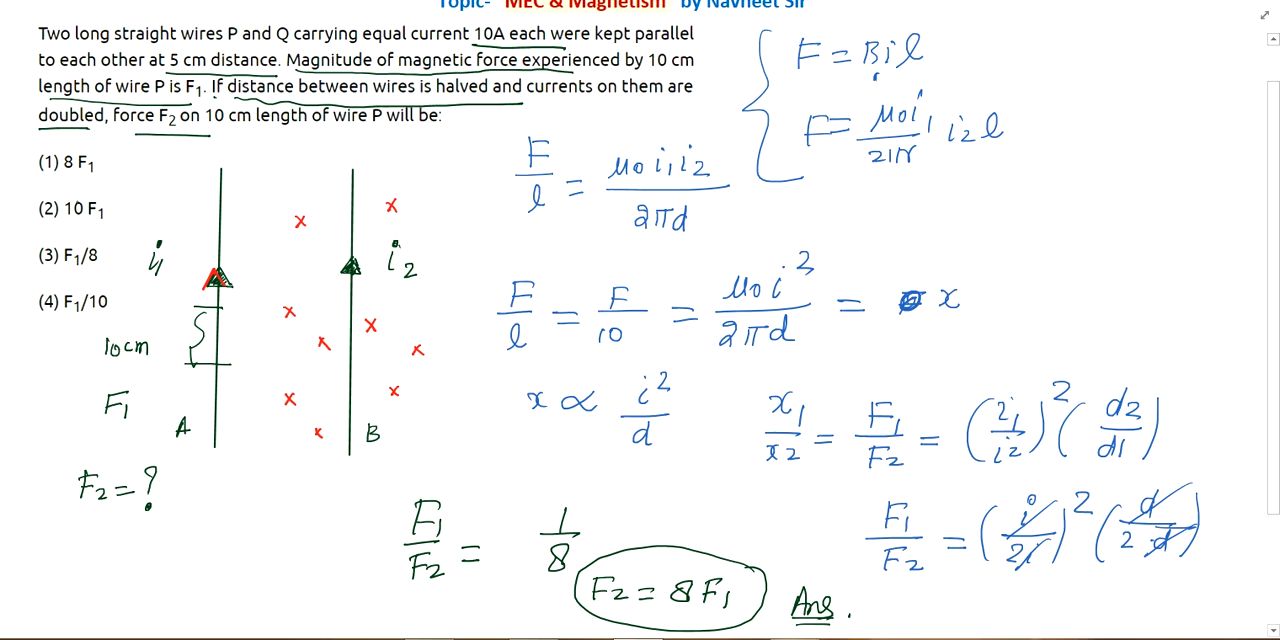 Topic- "MEC & Magnetism" by Navneet Sir
Two long straight wires P and Q carrying equal current 10A each were kept parallel
to each other at 5 cm distance. Magnitude of magnetic force experienced by 10 cm
length of wire P is F₁. If distance between wires is halved and currents on them are
doubled, force F₂ on 10 cm length of wire P will be:
(1) 8 F₁
(2) 10 F₁
(3) F₁/8
(4) F₁/10
i₁
i₂
10cm
F₁
A
B
F₂ = ?
F = Bil
F = μ₀i₁/2πr i₂l
F/l = μ₀i₁i₂/2πd
F/l = F/10 = μ₀i²/2πd = x
x ∝ i²/d
x₁/x₂ = F₁/F₂ = (i₁/i₂)² (d₂/d₁)
F₁/F₂ = (i/2i)² (d/2d)
F₁/F₂ = 1/8
F₂ = 8F₁ Ans.